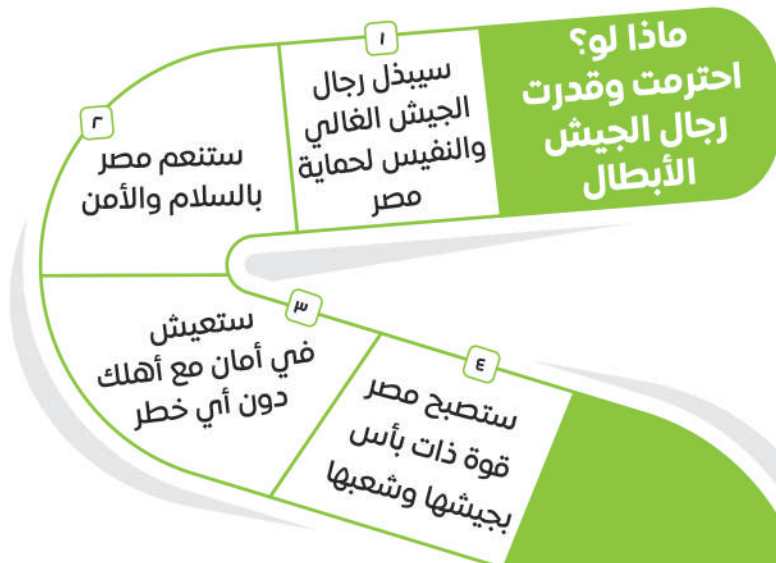 ماذا لو؟
احترمت وقدرت
رجال الجيش
الأبطال
١
سيبذل رجال
الجيش الغالي
والنفيس لحماية
مصر
٢
ستنعم مصر
بالسلام والأمن
٣
ستعيش
في أمان مع أهلك
دون أي خطر
٤
ستصبح مصر
قوة ذات بأس
بجيشها وشعبها